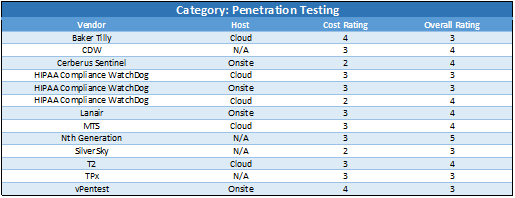 Category: Penetration Testing
Vendor Host Cost Rating Overall Rating
Baker Tilly Cloud 4 3
CDW N/A 3 4
Cerberus Sentinel Onsite 2 4
HIPAA Compliance WatchDog Cloud 3 3
HIPAA Compliance WatchDog Onsite 3 3
HIPAA Compliance WatchDog Cloud 2 4
Lanair Onsite 3 4
MTS Cloud 3 4
Nth Generation N/A 3 5
SilverSky N/A 2 3
T2 Cloud 3 4
TPx N/A 3 3
vPentest Onsite 4 3